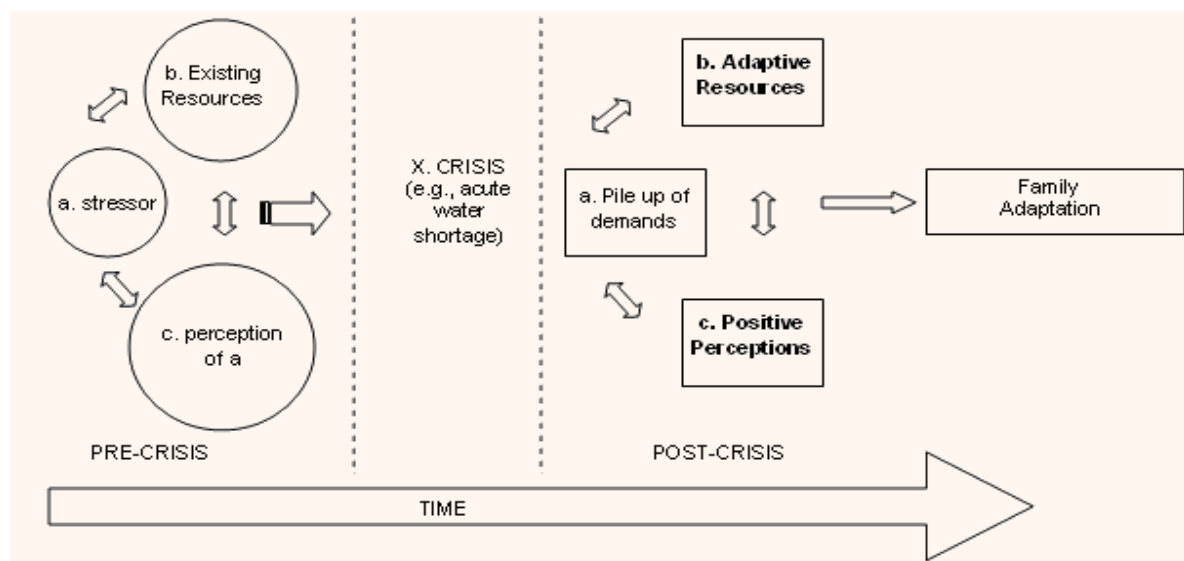 b. Existing
Resources
a. stressor
c. perception
of a
PRE-CRISIS
X. CRISIS
(e.g., acute
water
shortage)
b. Adaptive
Resources
a. Pile up of
demands
c. Positive
Perceptions
POST-CRISIS
Family
Adaptation
TIME